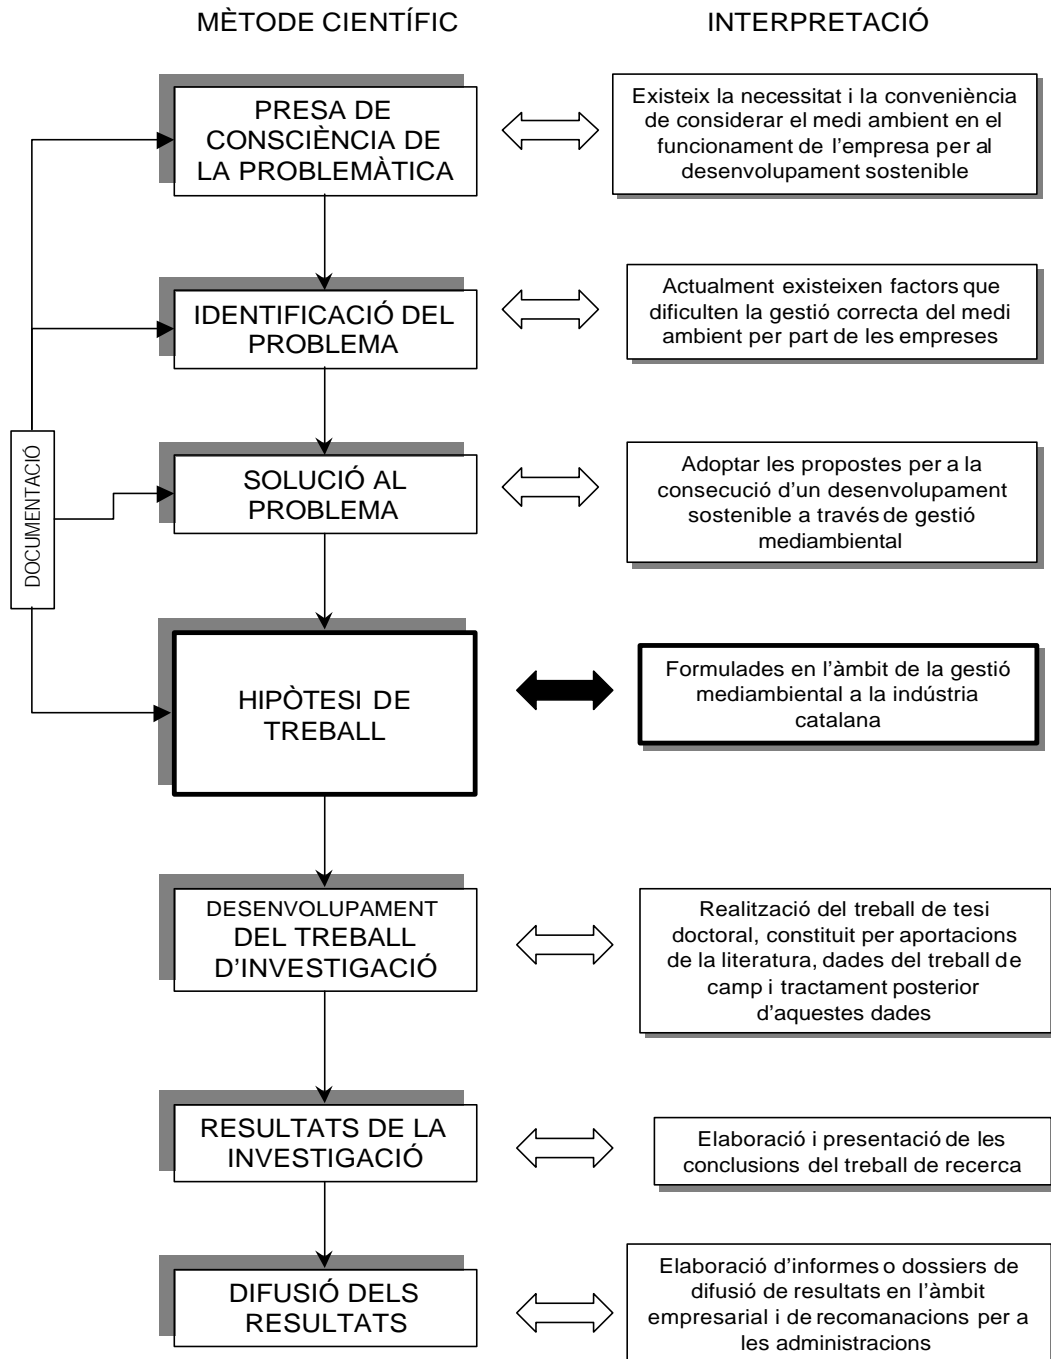 MÈTODE CIENTÍFIC
INTERPRETACIÓ
PRESA DE
CONSCIÈNCIA DE
LA PROBLEMÀTICA
Existeix la necessitat i la conveniència
de considerar el medi ambient en el
funcionament de l'empresa per al
desenvolupament sostenible
IDENTIFICACIÓ DEL
PROBLEMA
Actualment existeixen factors que
dificulten la gestió correcta del medi
ambient per part de les empreses
DOCUMENTACIÓ
SOLUCIÓ AL
PROBLEMA
Adoptar les propostes per a la
consecució d'un desenvolupament
sostenible a través de gestió
mediambiental
HIPÒTESI DE
TREBALL
Formulades en l'àmbit de la gestió
mediambiental a la indústria
catalana
DESENVOLUPAMENT
DEL TREBALL
D'INVESTIGACIÓ
Realització del treball de tesi
doctoral, constituit per aportacions
de la literatura, dades del treball de
camp i tractament posterior
d'aquestes dades
RESULTATS DE LA
INVESTIGACIÓ
Elaboració i presentació de les
conclusions del treball de recerca
DIFUSIÓ DELS
RESULTATS
Elaboració d'informes o dossiers de
difusió de resultats en l'àmbit
empresarial i de recomanacions per a
les administracions